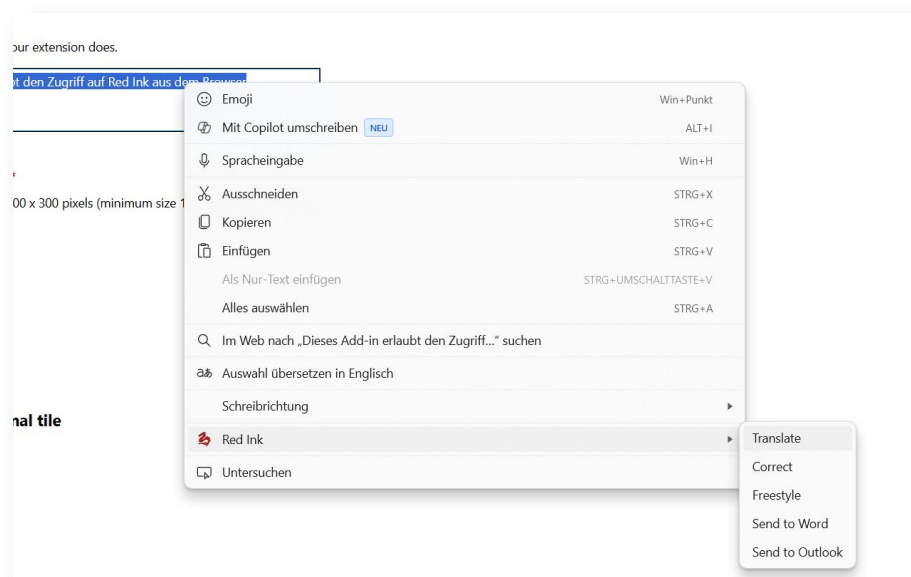 our extension does.
ot den Zugriff auf Red Ink aus dem Browser
Emoji Win+Punkt
Mit Copilot umschreiben NEU ALT+I
Spracheingabe Win+H
*
00 x 300 pixels (minimum size 1
Ausschneiden STRG+X
Kopieren STRG+C
Einfügen STRG+V
Als Nur-Text einfügen STRG+UMSCHALTTASTE+V
Alles auswählen STRG+A
Im Web nach „Dieses Add-in erlaubt den Zugriff...“ suchen
Auswahl übersetzen in Englisch
Schreibrichtung
nal tile
Red Ink
Untersuchen
Translate
Correct
Freestyle
Send to Word
Send to Outlook